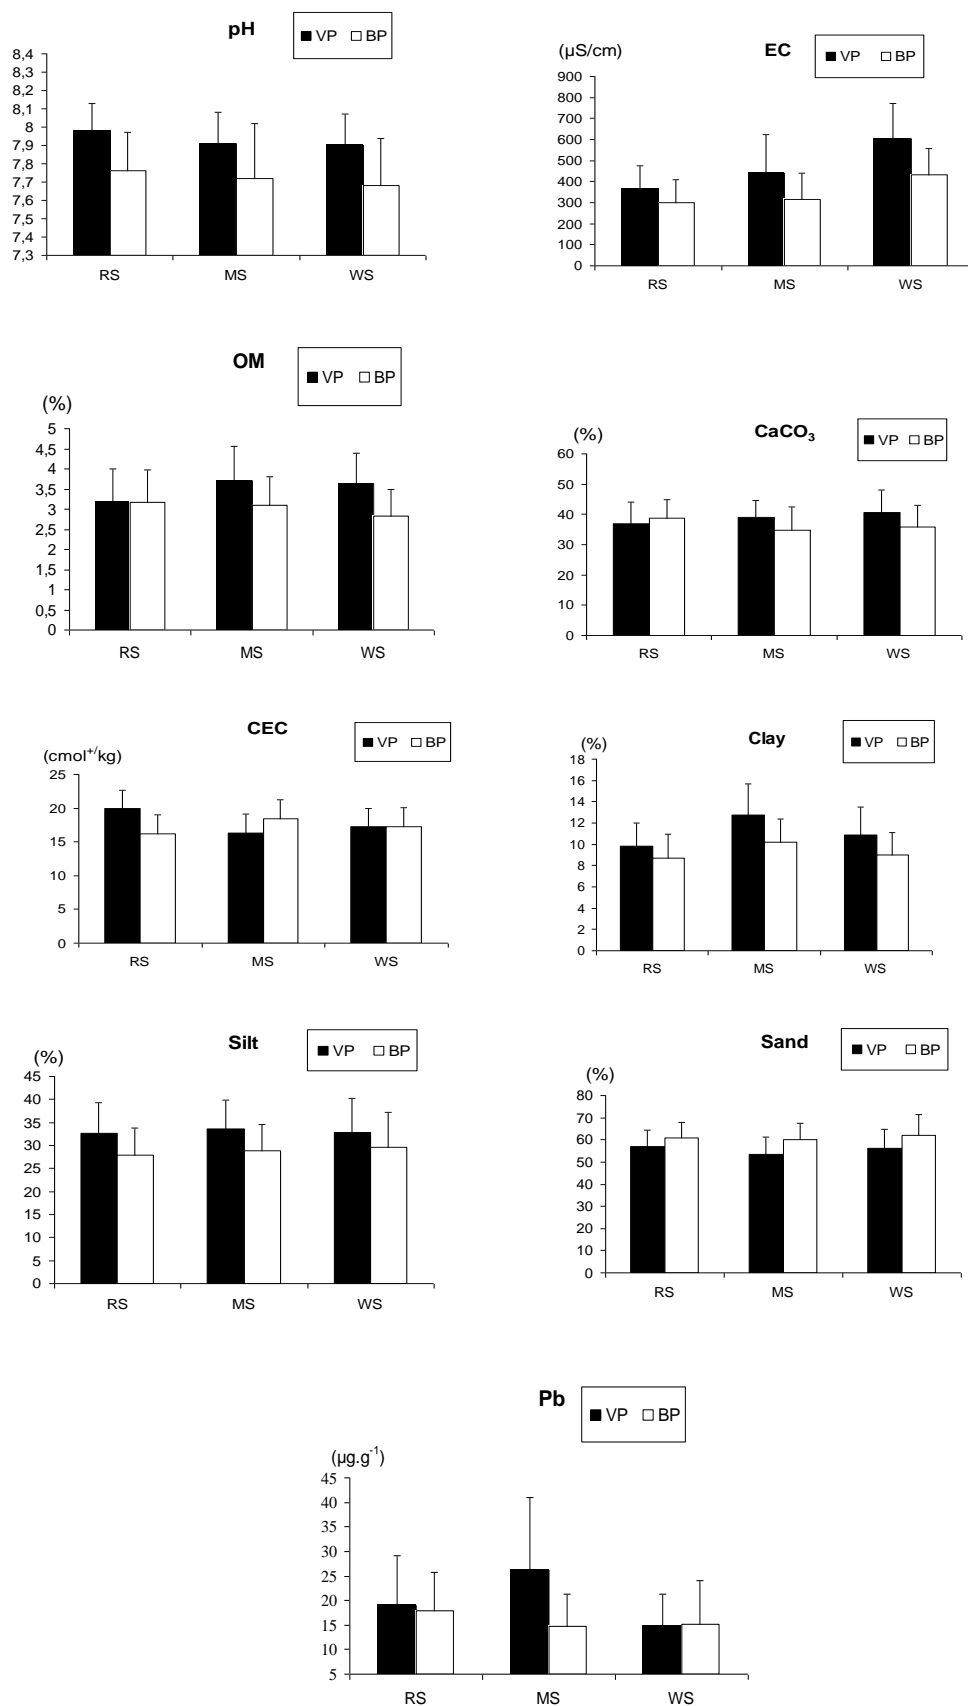 pH
VP BP
8,4
8,3
8,2
8,1
8
7,9
7,8
7,7
7,6
7,5
7,4
7,3
RS MS WS
(µS/cm)
EC
VP BP
900
800
700
600
500
400
300
200
100
0
RS MS WS
OM
VP BP
(%)
5
4,5
4
3,5
3
2,5
2
1,5
1
0,5
0
RS MS WS
(%)
CaCO₃
VP BP
60
50
40
30
20
10
0
RS MS WS
CEC
VP BP
(cmol⁺/kg)
25
20
15
10
5
0
RS MS WS
(%)
Clay
VP BP
18
16
14
12
10
8
6
4
2
0
RS MS WS
Silt
VP BP
(%)
45
40
35
30
25
20
15
10
5
0
RS MS WS
Sand
VP BP
(%)
80
70
60
50
40
30
20
10
0
RS MS WS
Pb
VP BP
(µg.g⁻¹)
45
40
35
30
25
20
15
10
5
RS MS WS